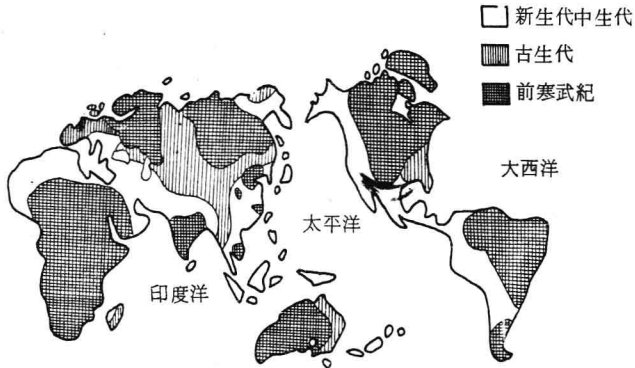 新生代中生代
古生代
前寒武紀
大西洋
太平洋
印度洋